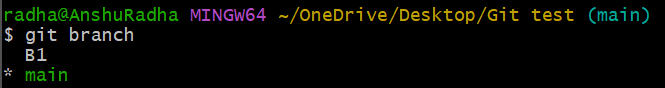 radha@AnshuRadha MINGW64 ~/OneDrive/Desktop/Git test (main)
$ git branch
  B1
* main